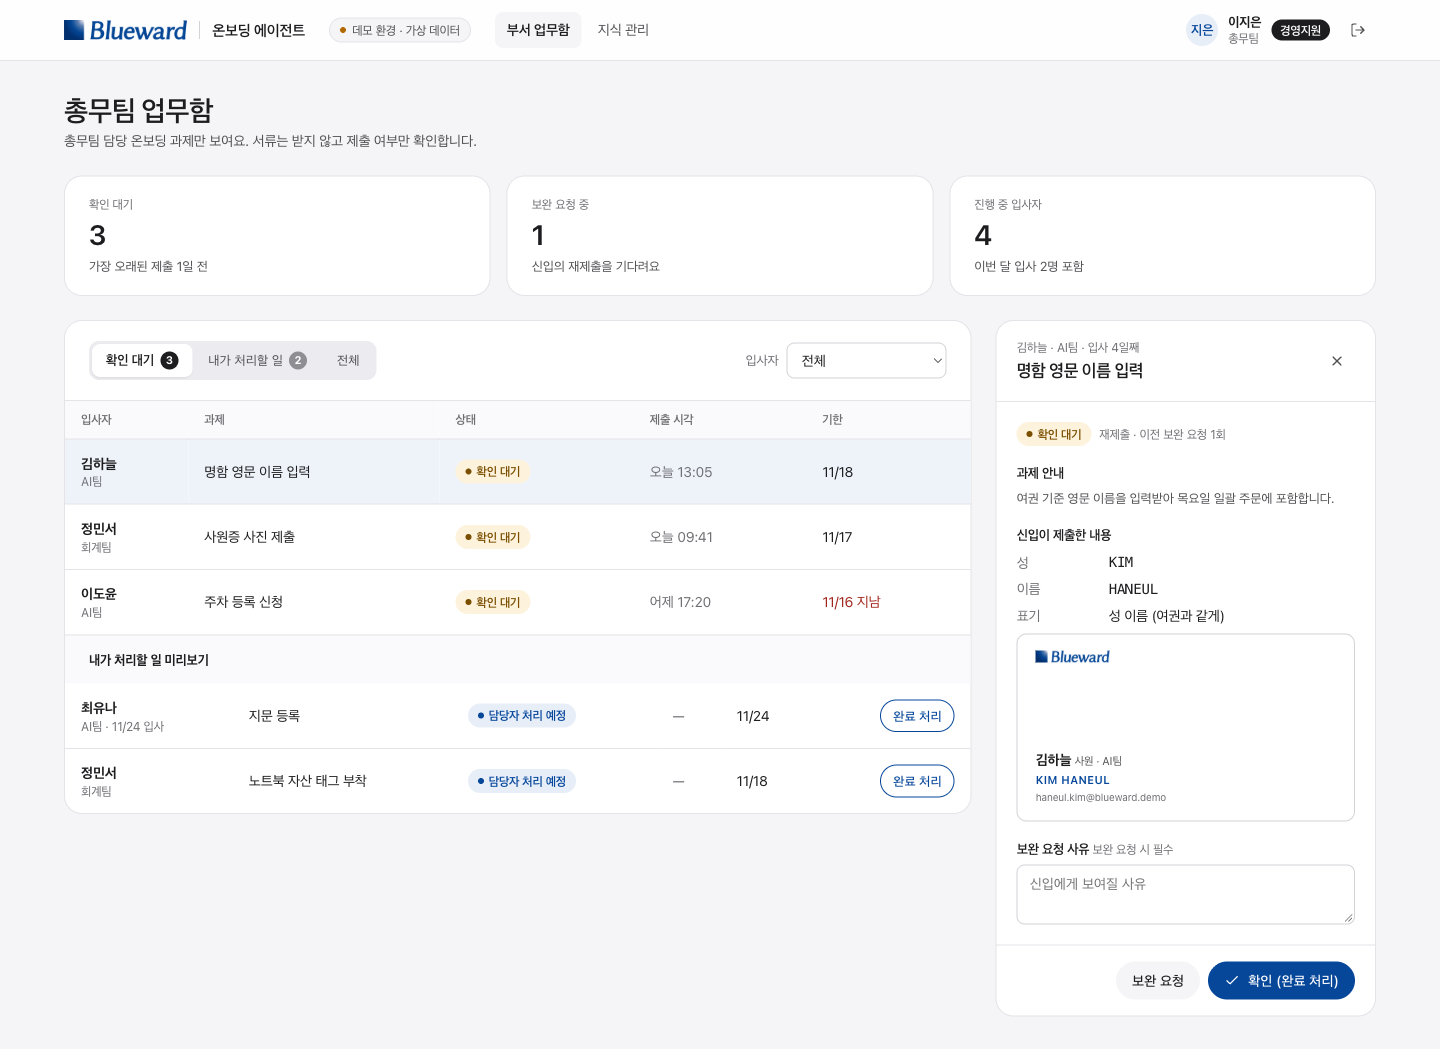 Blueward
온보딩 에이전트
데모 환경 · 가상 데이터
부서 업무함
지식 관리
지은
이지은
총무팀
경영지원
총무팀 업무함
총무팀 담당 온보딩 과제만 보여요. 서류는 받지 않고 제출 여부만 확인합니다.
확인 대기
3
가장 오래된 제출 1일 전
보완 요청 중
1
신입의 재제출을 기다려요
진행 중 입사자
4
이번 달 입사 2명 포함
확인 대기 3
내가 처리할 일 2
전체
입사자
전체
입사자 과제 상태 제출 시각 기한
김하늘
AI팀
명함 영문 이름 입력
확인 대기
오늘 13:05
11/18
정민서
회계팀
사원증 사진 제출
확인 대기
오늘 09:41
11/17
이도윤
AI팀
주차 등록 신청
확인 대기
어제 17:20
11/16 지남
내가 처리할 일 미리보기
최유나
AI팀 · 11/24 입사
지문 등록
담당자 처리 예정
—
11/24
완료 처리
정민서
회계팀
노트북 자산 태그 부착
담당자 처리 예정
—
11/18
완료 처리
김하늘 · AI팀 · 입사 4일째
명함 영문 이름 입력
확인 대기
재제출 · 이전 보완 요청 1회
과제 안내
여권 기준 영문 이름을 입력받아 목요일 일괄 주문에 포함합니다.
신입이 제출한 내용
성 KIM
이름 HANEUL
표기 성 이름 (여권과 같게)
Blueward
김하늘 사원 · AI팀
KIM HANEUL
haneul.kim@blueward.demo
보완 요청 사유 보완 요청 시 필수
신입에게 보여질 사유
보완 요청
확인 (완료 처리)